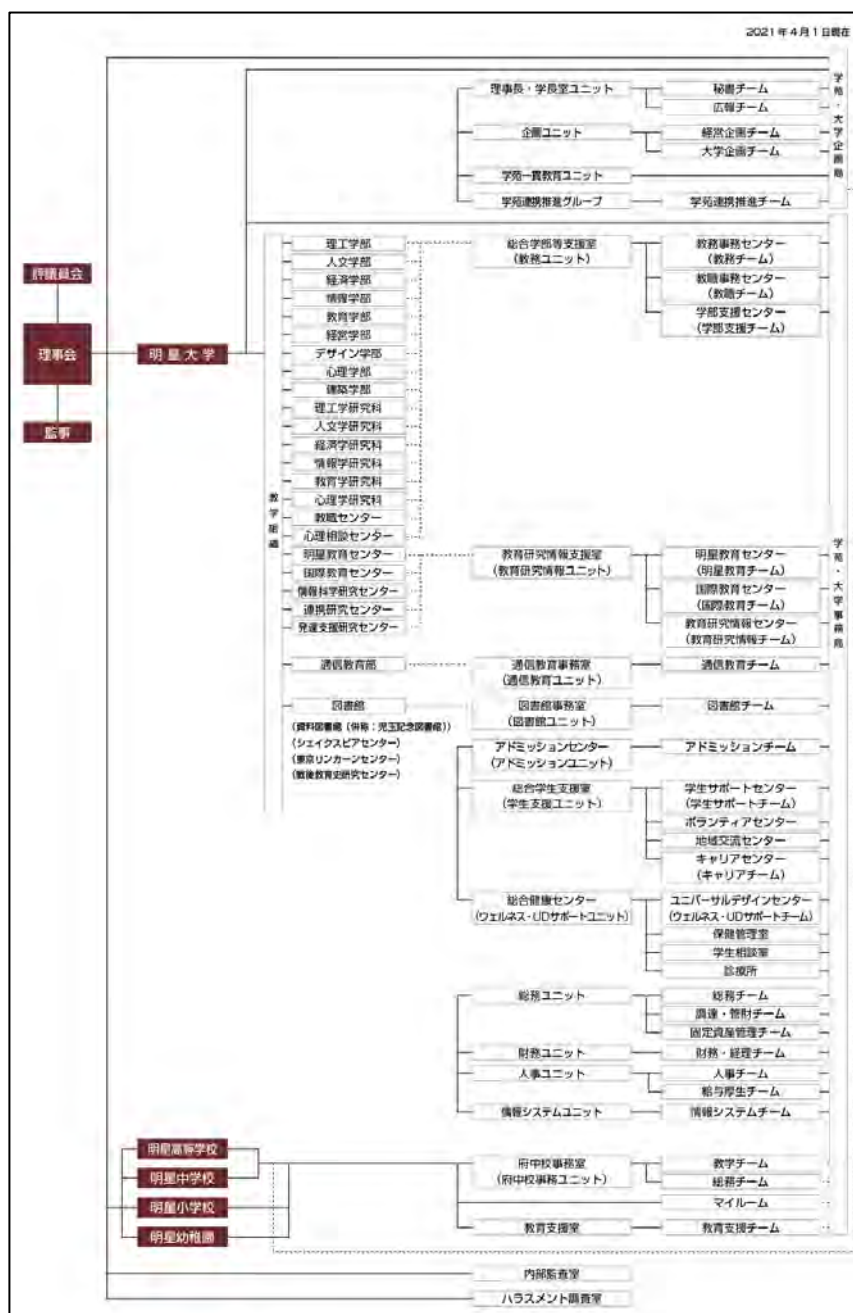 2021年4月1日現在
学苑・大学企画局
理事長・学長室ユニット
秘書チーム
広報チーム
企画ユニット
経営企画チーム
大学企画チーム
学苑一貫教育ユニット
学苑連携推進グループ
学苑連携推進チーム
評議員会
理事会
監事
明星大学
教学組織
理工学部
人文学部
経済学部
情報学部
教育学部
経営学部
デザイン学部
心理学部
建築学部
理工学研究科
人文学研究科
経済学研究科
情報学研究科
教育学研究科
心理学研究科
教職センター
心理相談センター
明星教育センター
国際教育センター
情報科学研究センター
連携研究センター
発達支援研究センター
通信教育部
図書館
(資料図書館(併称:児玉記念図書館))
(シェイクスピアセンター)
(東京リンカーンセンター)
(戦後教育史研究センター)
総合学部等支援室
(教務ユニット)
教務事務センター
(教務チーム)
教職事務センター
(教職チーム)
学部支援センター
(学部支援チーム)
教育研究情報支援室
(教育研究情報ユニット)
明星教育センター
(明星教育チーム)
国際教育センター
(国際教育チーム)
教育研究情報センター
(教育研究情報チーム)
学苑・大学事務局
通信教育事務室
(通信教育ユニット)
通信教育チーム
図書館事務室
(図書館ユニット)
図書館チーム
アドミッションセンター
(アドミッションユニット)
アドミッションチーム
総合学生支援室
(学生支援ユニット)
学生サポートセンター
(学生サポートチーム)
ボランティアセンター
地域交流センター
キャリアセンター
(キャリアチーム)
総合健康センター
(ウェルネス・UDサポートユニット)
ユニバーサルデザインセンター
(ウェルネス・UDサポートチーム)
保健管理室
学生相談室
診療所
総務ユニット
総務チーム
調達・管財チーム
固定資産管理チーム
財務ユニット
財務・経理チーム
人事ユニット
人事チーム
給与厚生チーム
情報システムユニット
情報システムチーム
明星高等学校
明星中学校
明星小学校
明星幼稚園
府中校事務室
(府中校事務ユニット)
教学チーム
総務チーム
マイルーム
教育支援室
教育支援チーム
内部監査室
ハラスメント調査室